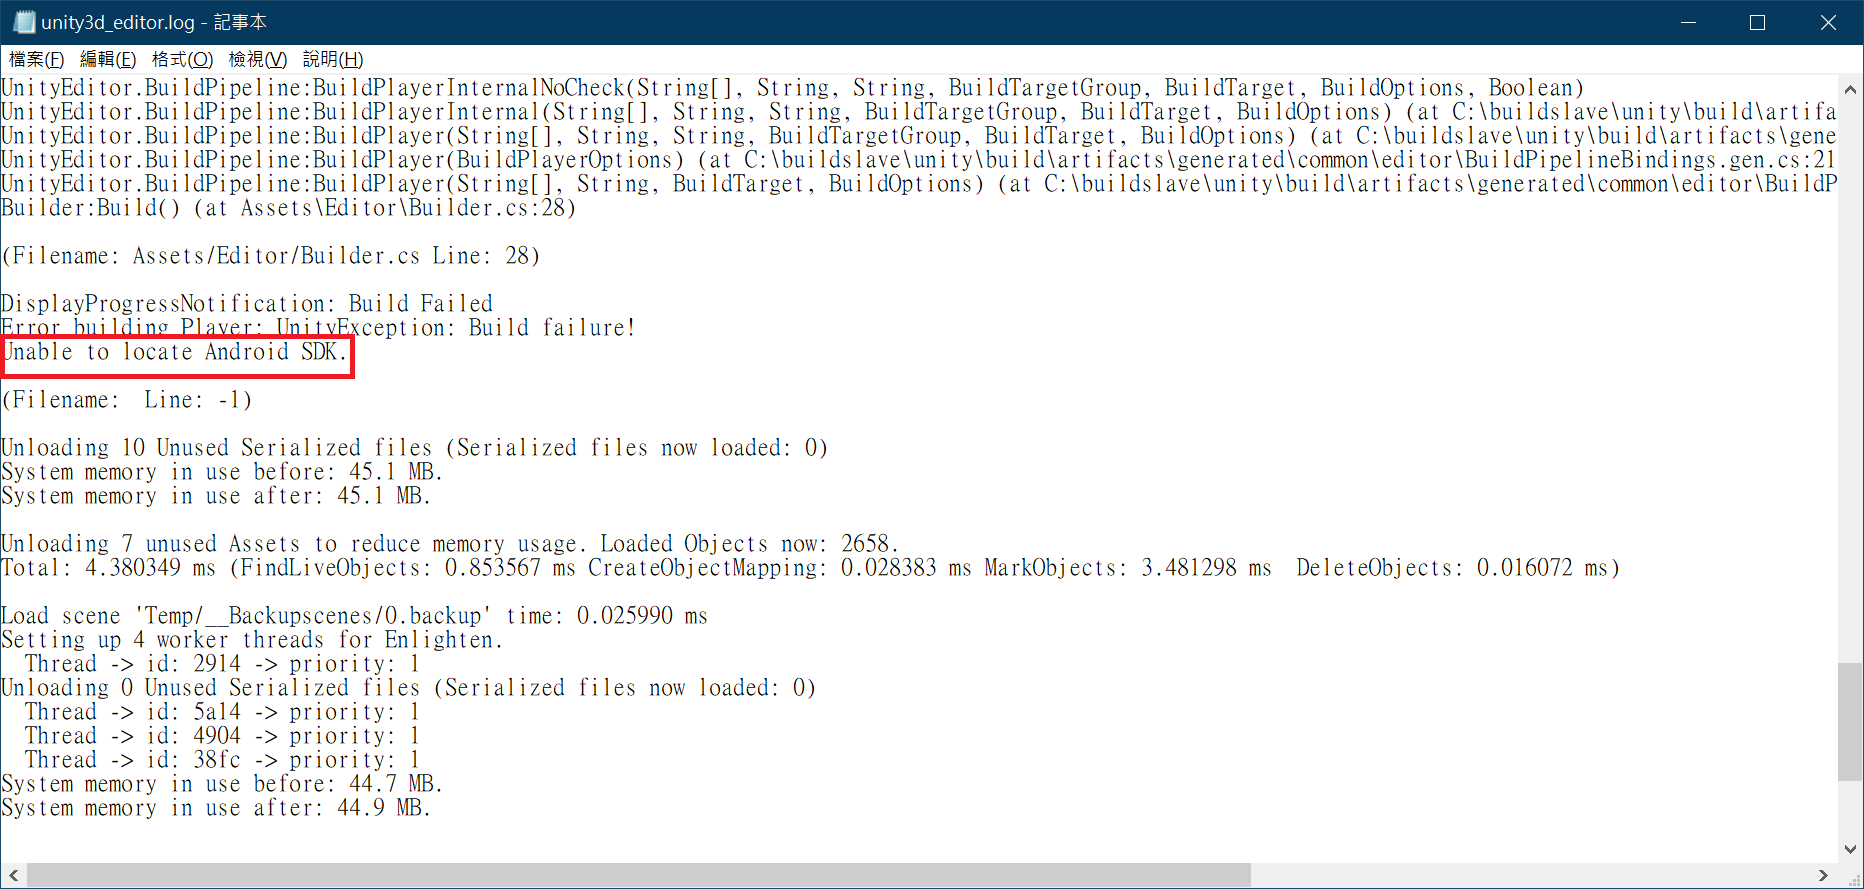 unity3d_editor.log - 記事本
檔案(F) 編輯(E) 格式(O) 檢視(V) 說明(H)
UnityEditor.BuildPipeline:BuildPlayerInternalNoCheck(String[], String, String, BuildTargetGroup, BuildTarget, BuildOptions, Boolean)
UnityEditor.BuildPipeline:BuildPlayerInternal(String[], String, String, BuildTargetGroup, BuildTarget, BuildOptions) (at C:\buildslave\unity\build\artifa
UnityEditor.BuildPipeline:BuildPlayer(String[], String, String, BuildTargetGroup, BuildTarget, BuildOptions) (at C:\buildslave\unity\build\artifacts\gene
UnityEditor.BuildPipeline:BuildPlayer(BuildPlayerOptions) (at C:\buildslave\unity\build\artifacts\generated\common\editor\BuildPipelineBindings.gen.cs:21
UnityEditor.BuildPipeline:BuildPlayer(String[], String, BuildTarget, BuildOptions) (at C:\buildslave\unity\build\artifacts\generated\common\editor\BuildP
Builder:Build() (at Assets\Editor\Builder.cs:28)
(Filename: Assets/Editor/Builder.cs Line: 28)
DisplayProgressNotification: Build Failed
Error building Player: UnityException: Build failure!
Unable to locate Android SDK.
(Filename:  Line: -1)
Unloading 10 Unused Serialized files (Serialized files now loaded: 0)
System memory in use before: 45.1 MB.
System memory in use after: 45.1 MB.
Unloading 7 unused Assets to reduce memory usage. Loaded Objects now: 2658.
Total: 4.380349 ms (FindLiveObjects: 0.853567 ms CreateObjectMapping: 0.028383 ms MarkObjects: 3.481298 ms  DeleteObjects: 0.016072 ms)
Load scene 'Temp/__Backupscenes/0.backup' time: 0.025990 ms
Setting up 4 worker threads for Enlighten.
  Thread -> id: 2914 -> priority: 1
Unloading 0 Unused Serialized files (Serialized files now loaded: 0)
  Thread -> id: 5a14 -> priority: 1
  Thread -> id: 4904 -> priority: 1
  Thread -> id: 38fc -> priority: 1
System memory in use before: 44.7 MB.
System memory in use after: 44.9 MB.